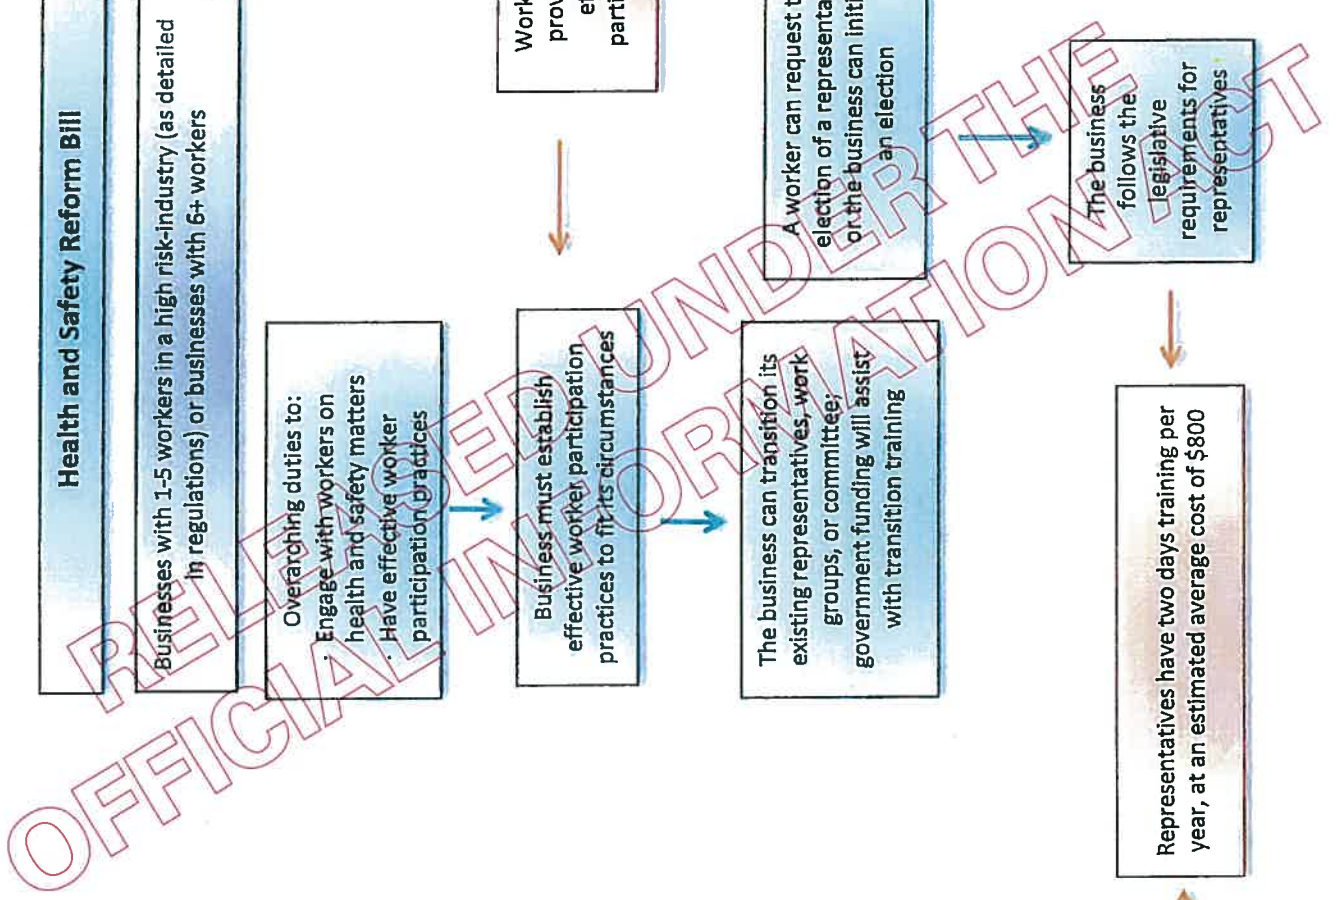 Health and Safety Reform Bill
Businesses with 1-5 workers in a high risk-industry (as detailed
in regulations) or businesses with 6+ workers
Overarching duties to:
· Engage with workers on
health and safety matters
· Have effective worker
participation practices
Business must establish
effective worker participation
practices to fit its circumstances
Work
prov
ef
parti
The business can transition its
existing representatives, work
groups, or committee;
government funding will assist
with transition training
A worker can request t
election of a representa
or the business can initi
an election
The business
follows the
legislative
requirements for
representatives
Representatives have two days training per
year, at an estimated average cost of $800
RELEASED UNDER THE
OFFICIAL INFORMATION ACT